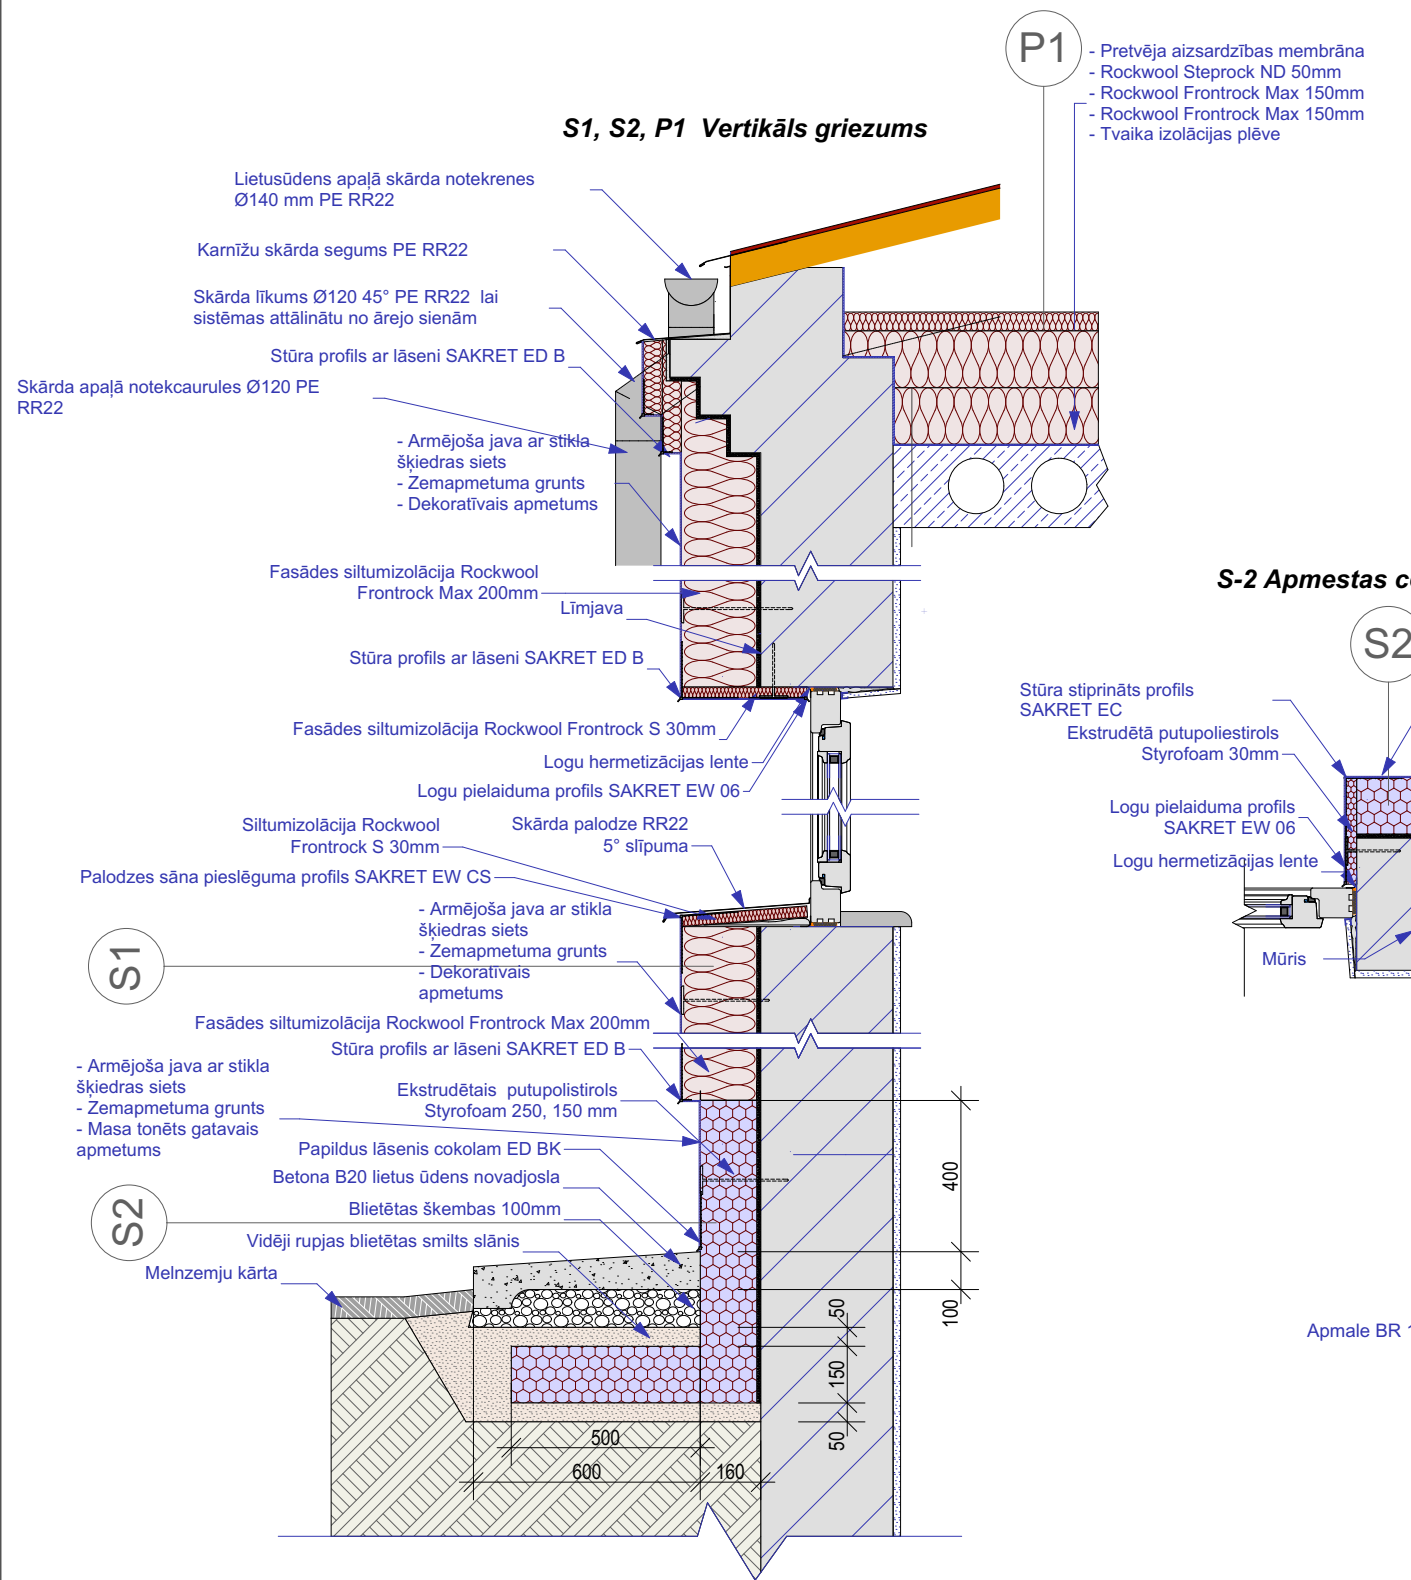 P1
- Pretvēja aizsardzības membrāna
- Rockwool Steprock ND 50mm
- Rockwool Frontrock Max 150mm
- Rockwool Frontrock Max 150mm
- Tvaika izolācijas plēve
S1, S2, P1 Vertikāls griezums
Lietusūdens apaļā skārda notekrenes
Ø140 mm PE RR22
Karnīžu skārda segums PE RR22
Skārda līkums Ø120 45° PE RR22 lai
sistēmas attālinātu no ārejo sienām
Stūra profils ar lāseni SAKRET ED B
Skārda apaļā notekcaurules Ø120 PE
RR22
- Armējoša java ar stikla
šķiedras siets
- Zemapmetuma grunts
- Dekoratīvais apmetums
Fasādes siltumizolācija Rockwool
Frontrock Max 200mm
Līmjava
Stūra profils ar lāseni SAKRET ED B
Fasādes siltumizolācija Rockwool Frontrock S 30mm
Logu hermetizācijas lente
Logu pielaiduma profils SAKRET EW 06
Siltumizolācija Rockwool
Frontrock S 30mm
Skārda palodze RR22
5° slīpuma
Palodzes sāna pieslēguma profils SAKRET EW CS
- Armējoša java ar stikla
šķiedras siets
- Zemapmetuma grunts
- Dekoratīvais
apmetums
S1
Fasādes siltumizolācija Rockwool Frontrock Max 200mm
Stūra profils ar lāseni SAKRET ED B
- Armējoša java ar stikla
šķiedras siets
- Zemapmetuma grunts
- Masa tonēts gatavais
apmetums
Ekstrudētais putupolistirols
Styrofoam 250, 150 mm
Papildus lāsenis cokolam ED BK
Betona B20 lietus ūdens novadjosla
S2
Blietētas škembas 100mm
Vidēji rupjas blietētas smilts slānis
Melnzemju kārta
400
100
50
150
50
500
600
160
S-2 Apmestas
S2
Stūra stiprināts profils
SAKRET EC
Ekstrudētā putupoliestirols
Styrofoam 30mm
Logu pielaiduma profils
SAKRET EW 06
Logu hermetizācijas lente
Mūris
Apmale BR